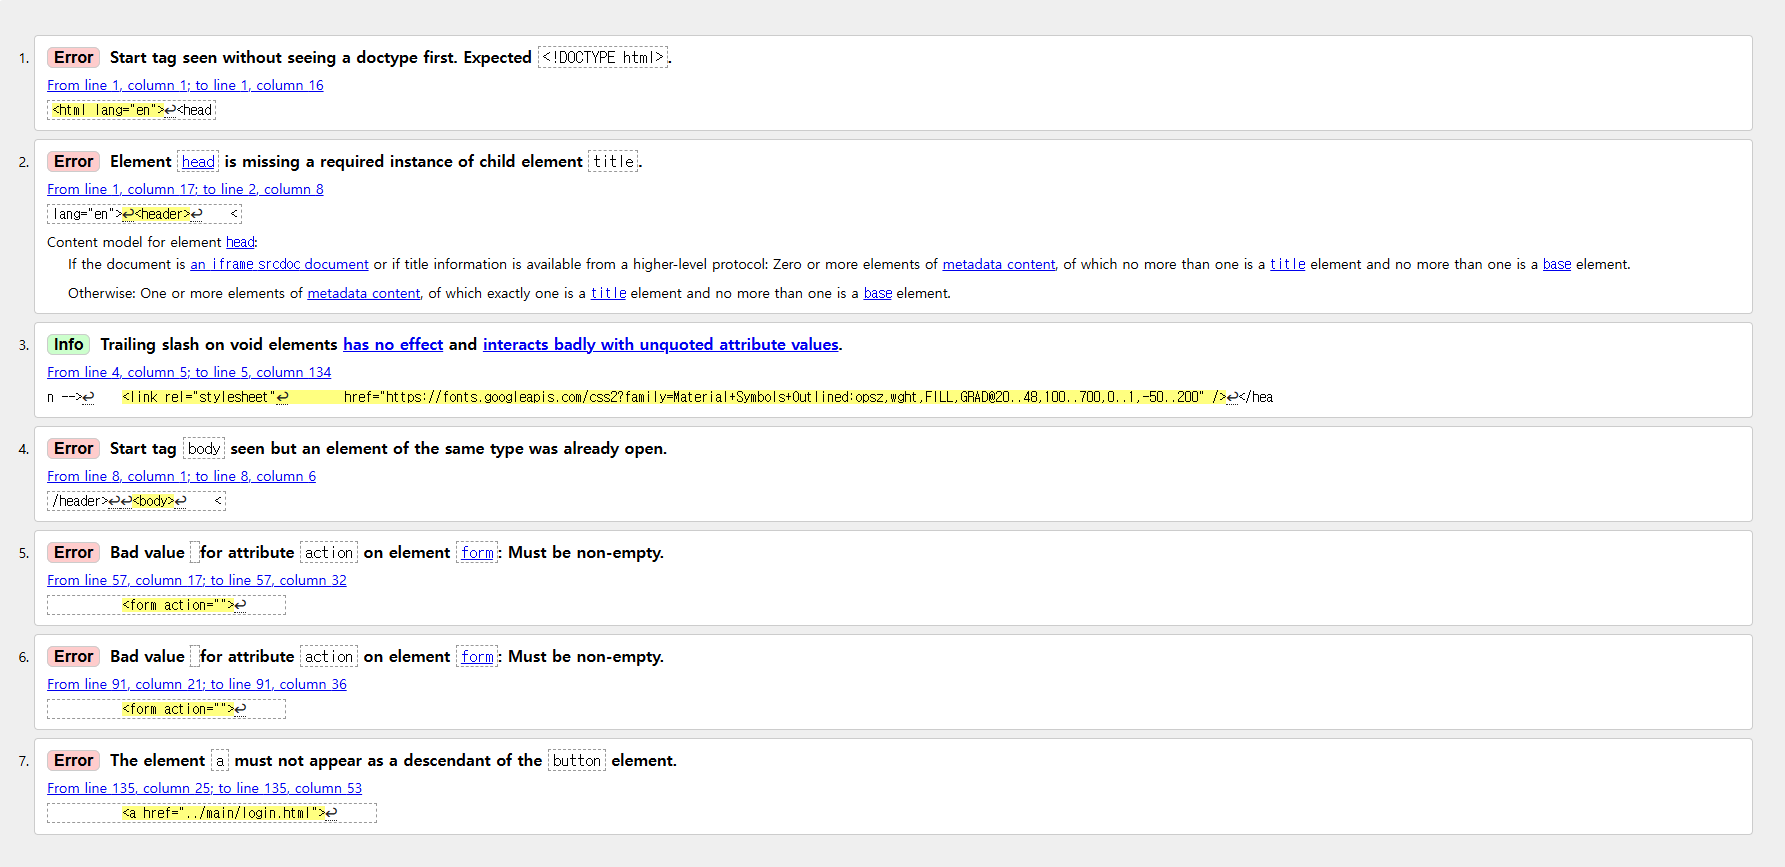 1. Error Start tag seen without seeing a doctype first. Expected <!DOCTYPE html>.
From line 1, column 1; to line 1, column 16
<html lang="en">↩<head
2. Error Element head is missing a required instance of child element title.
From line 1, column 17; to line 2, column 8
lang="en">↩<header>↩    <
Content model for element head:
If the document is an iframe srcdoc document or if title information is available from a higher-level protocol: Zero or more elements of metadata content, of which no more than one is a title element and no more than one is a base element.
Otherwise: One or more elements of metadata content, of which exactly one is a title element and no more than one is a base element.
3. Info Trailing slash on void elements has no effect and interacts badly with unquoted attribute values.
From line 4, column 5; to line 5, column 134
n -->↩    <link rel="stylesheet"↩        href="https://fonts.googleapis.com/css2?family=Material+Symbols+Outlined:opsz,wght,FILL,GRAD@20..48,100..700,0..1,-50..200" />↩</hea
4. Error Start tag body seen but an element of the same type was already open.
From line 8, column 1; to line 8, column 6
/header>↩↩<body>↩    <
5. Error Bad value for attribute action on element form: Must be non-empty.
From line 57, column 17; to line 57, column 32
<form action="">↩
6. Error Bad value for attribute action on element form: Must be non-empty.
From line 91, column 21; to line 91, column 36
<form action="">↩
7. Error The element a must not appear as a descendant of the button element.
From line 135, column 25; to line 135, column 53
<a href="../main/login.html">↩